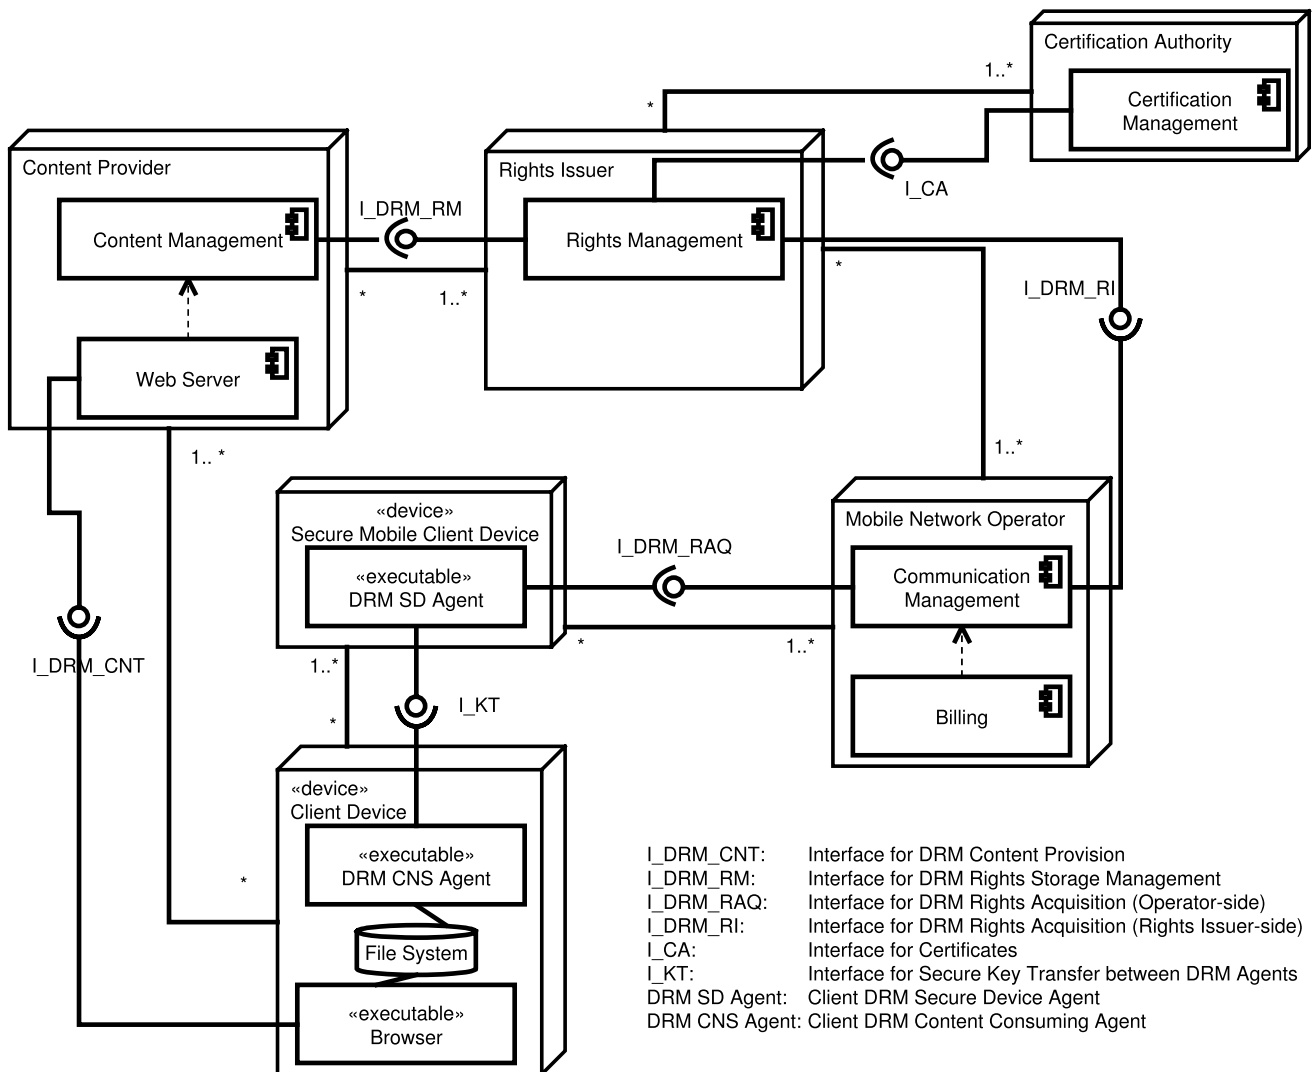 Certification Authority
1..*
*
Certification
Management
Content Provider
Rights Issuer
I_CA
I_DRM_RM
Content Management
Rights Management
*
1..*
*
I_DRM_RI
Web Server
1.. *
1..*
«device»
Secure Mobile Client Device
Mobile Network Operator
I_DRM_RAQ
«executable»
DRM SD Agent
Communication
Management
*
1..*
I_DRM_CNT
1..*
*
I_KT
Billing
«device»
Client Device
«executable»
DRM CNS Agent
*
File System
«executable»
Browser
I_DRM_CNT: Interface for DRM Content Provision
I_DRM_RM: Interface for DRM Rights Storage Management
I_DRM_RAQ: Interface for DRM Rights Acquisition (Operator-side)
I_DRM_RI: Interface for DRM Rights Acquisition (Rights Issuer-side)
I_CA: Interface for Certificates
I_KT: Interface for Secure Key Transfer between DRM Agents
DRM SD Agent: Client DRM Secure Device Agent
DRM CNS Agent: Client DRM Content Consuming Agent